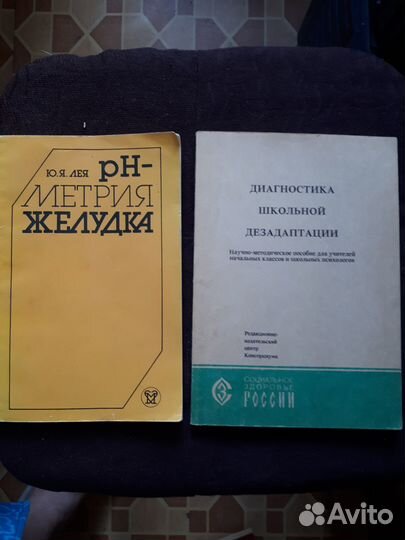 Ю.Я. ЛЕЯ рН-
МЕТРИЯ
ЖЕЛУДКА
ДИАГНОСТИКА
ШКОЛЬНОЙ
ДЕЗАДАПТАЦИИ
Научно-методическое пособие для учителей
начальных классов и школьных психологов
Редакционно-
издательский
центр
Консорциума
СОЦИАЛЬНОЕ
ЗДОРОВЬЕ
РОССИИ
Avito